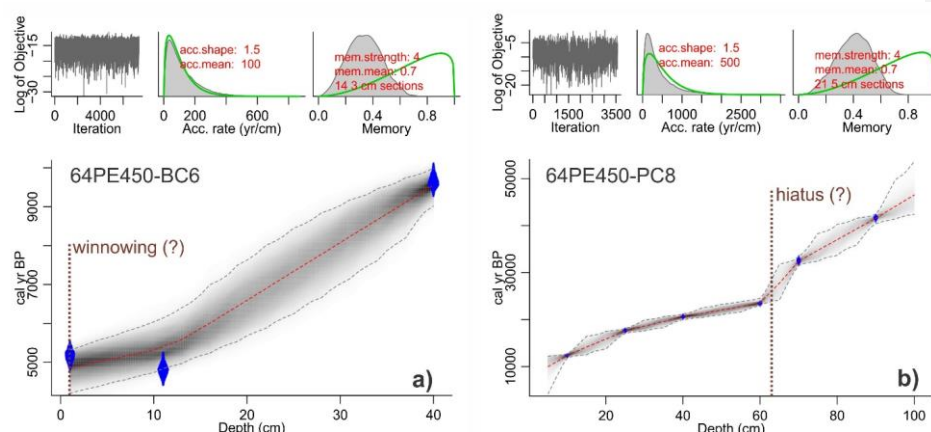 Log of Objective
−30
−15
Iteration
0
4000
acc.shape: 1.5
acc.mean: 100
Acc. rate (yr/cm)
0
400
800
mem.strength: 4
mem.mean: 0.7
14 3 cm sections
Memory
0.0
0.4
0.8
64PE450-BC6
winnowing (?)
cal yr BP
5000
7000
9000
0
10
20
30
40
Depth (cm)
a)
Log of Objective
−20
−5
Iteration
0
1500
3500
acc.shape: 1.5
acc.mean: 500
Acc. rate (yr/cm)
0
1000
3000
mem.strength: 4
mem.mean: 0.7
21 5 cm sections
Memory
0.0
0.4
0.8
64PE450-PC8
hiatus (?)
cal yr BP
10000
30000
50000
20
40
60
80
100
Depth (cm)
b)